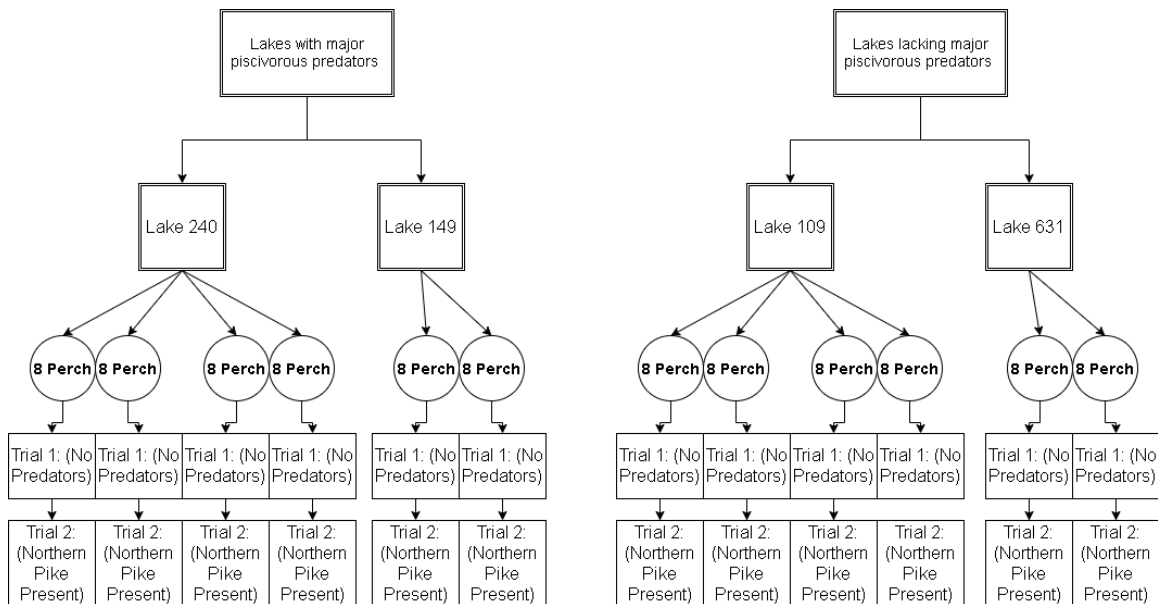 Lakes with major
piscivorous predators
Lakes lacking major
piscivorous predators
Lake 240
Lake 149
Lake 109
Lake 631
8 Perch
8 Perch
8 Perch
8 Perch
8 Perch
8 Perch
8 Perch
8 Perch
8 Perch
8 Perch
8 Perch
8 Perch
Trial 1: (No
Predators)
Trial 1: (No
Predators)
Trial 1: (No
Predators)
Trial 1: (No
Predators)
Trial 1: (No
Predators)
Trial 1: (No
Predators)
Trial 1: (No
Predators)
Trial 1: (No
Predators)
Trial 1: (No
Predators)
Trial 1: (No
Predators)
Trial 1: (No
Predators)
Trial 1: (No
Predators)
Trial 2:
(Northern
Pike
Present)
Trial 2:
(Northern
Pike
Present)
Trial 2:
(Northern
Pike
Present)
Trial 2:
(Northern
Pike
Present)
Trial 2:
(Northern
Pike
Present)
Trial 2:
(Northern
Pike
Present)
Trial 2:
(Northern
Pike
Present)
Trial 2:
(Northern
Pike
Present)
Trial 2:
(Northern
Pike
Present)
Trial 2:
(Northern
Pike
Present)
Trial 2:
(Northern
Pike
Present)
Trial 2:
(Northern
Pike
Present)